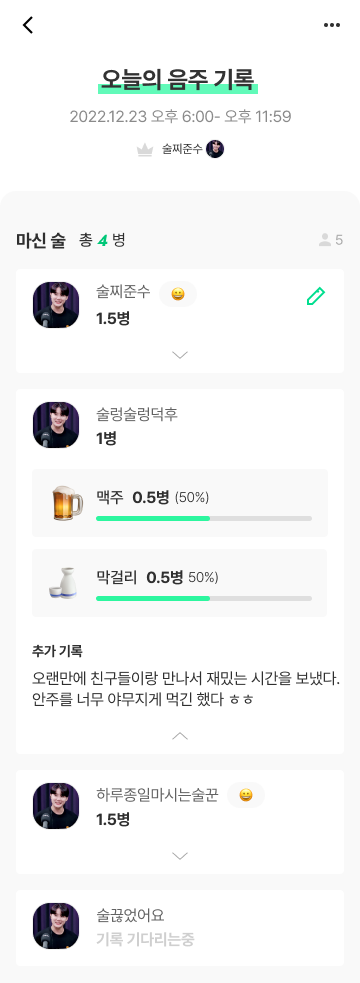 오늘의 음주 기록
2022.12.23 오후 6:00- 오후 11:59
술찌준수
마신 술 총 4 병 5
술찌준수
1.5병
술렁술렁덕후
1병
맥주 0.5병 (50%)
막걸리 0.5병 50%)
추가 기록
오랜만에 친구들이랑 만나서 재밌는 시간을 보냈다.
안주를 너무 야무지게 먹긴 했다 ㅎㅎ
하루종일마시는술꾼
1.5병
술끊었어요
기록 기다리는중